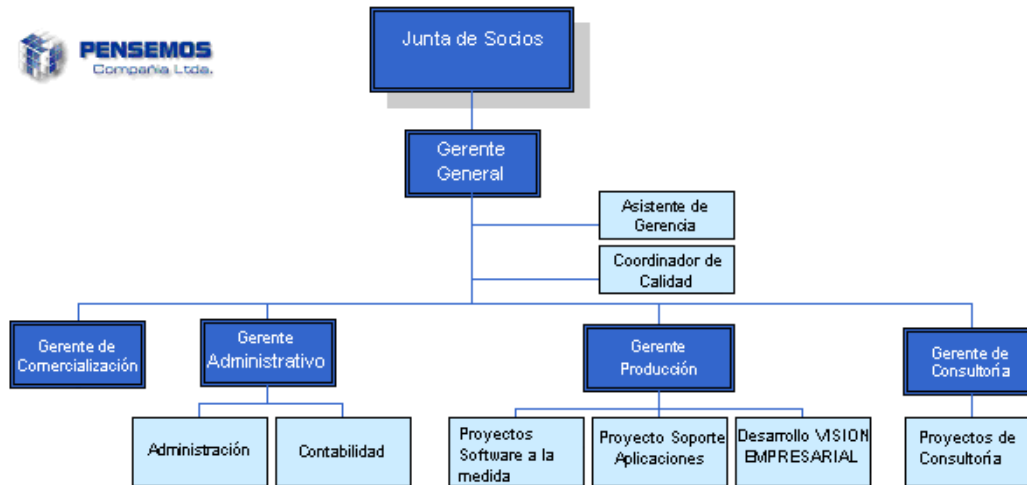 PENSEMOS
Compañia Ltda.
Junta de Socios
Gerente
General
Asistente de
Gerencia
Coordinador de
Calidad
Gerente de
Comercialización
Gerente
Administrativo
Gerente
Producción
Gerente de
Consultoría
Administración
Contabilidad
Proyectos
Software a la
medida
Proyecto Soporte
Aplicaciones
Desarrollo VISION
EMPRESARIAL
Proyectos de
Consultoría